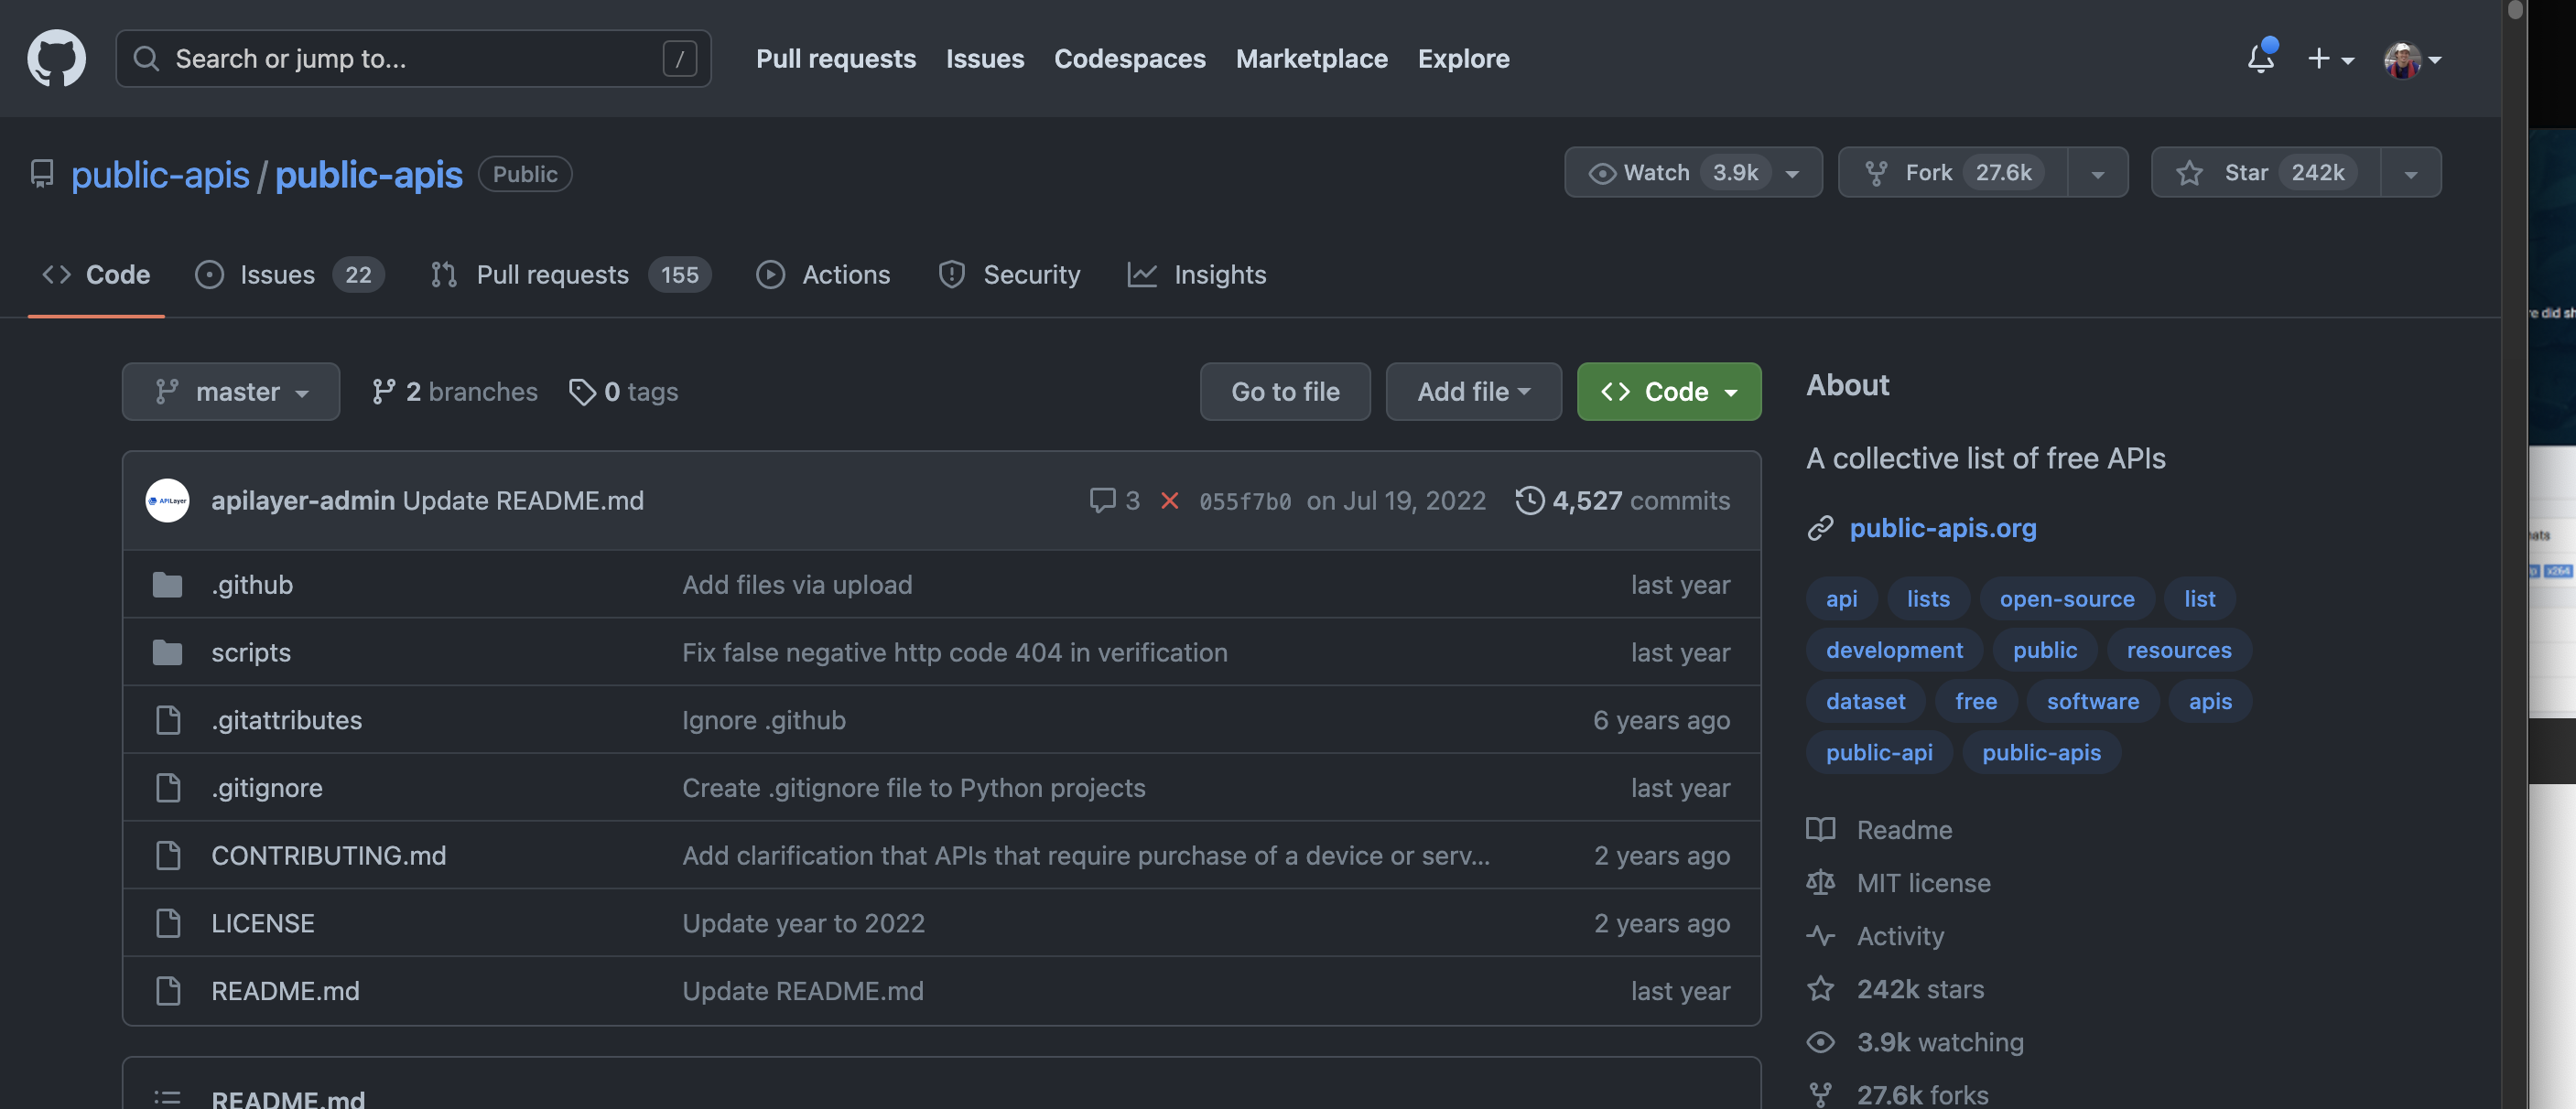 Search or jump to... /
Pull requests Issues Codespaces Marketplace Explore
public-apis / public-apis Public
Watch 3.9k Fork 27.6k Star 242k
Code Issues 22 Pull requests 155 Actions Security Insights
master 2 branches 0 tags
Go to file Add file Code
apilayer-admin Update README.md 3 055f7b0 on Jul 19, 2022 4,527 commits
.github Add files via upload last year
scripts Fix false negative http code 404 in verification last year
.gitattributes Ignore .github 6 years ago
.gitignore Create .gitignore file to Python projects last year
CONTRIBUTING.md Add clarification that APIs that require purchase of a device or serv... 2 years ago
LICENSE Update year to 2022 2 years ago
README.md Update README.md last year
README.md
About
A collective list of free APIs
public-apis.org
api lists open-source list
development public resources
dataset free software apis
public-api public-apis
Readme
MIT license
Activity
242k stars
3.9k watching
27.6k forks
APILayer
did
x264